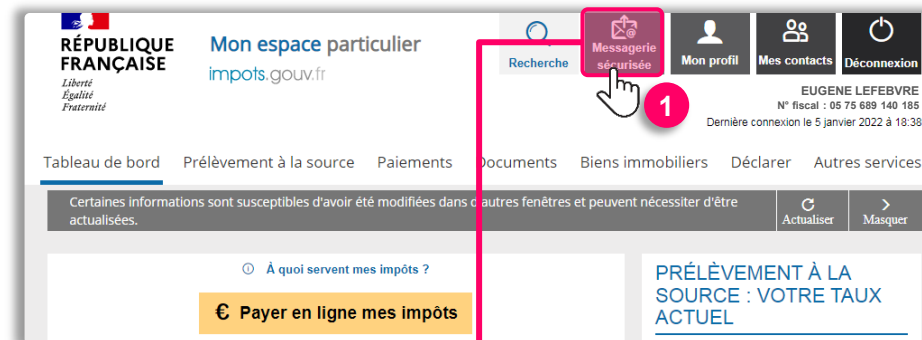 RÉPUBLIQUE
FRANÇAISE
Liberté
Égalité
Fraternité
Mon espace particulier
impots.gouv.fr
Recherche
Messagerie
sécurisée
Mon profil
Mes contacts
Déconnexion
1
EUGENE LEFEBVRE
N° fiscal : 05 75 689 140 185
Dernière connexion le 5 janvier 2022 à 18:38
Tableau de bord
Prélèvement à la source
Paiements
Documents
Biens immobiliers
Déclarer
Autres services
Certaines informations sont susceptibles d'avoir été modifiées dans d'autres fenêtres et peuvent nécessiter d'être
actualisées.
Actualiser
Masquer
À quoi servent mes impôts ?
€ Payer en ligne mes impôts
PRÉLÈVEMENT À LA
SOURCE : VOTRE TAUX
ACTUEL